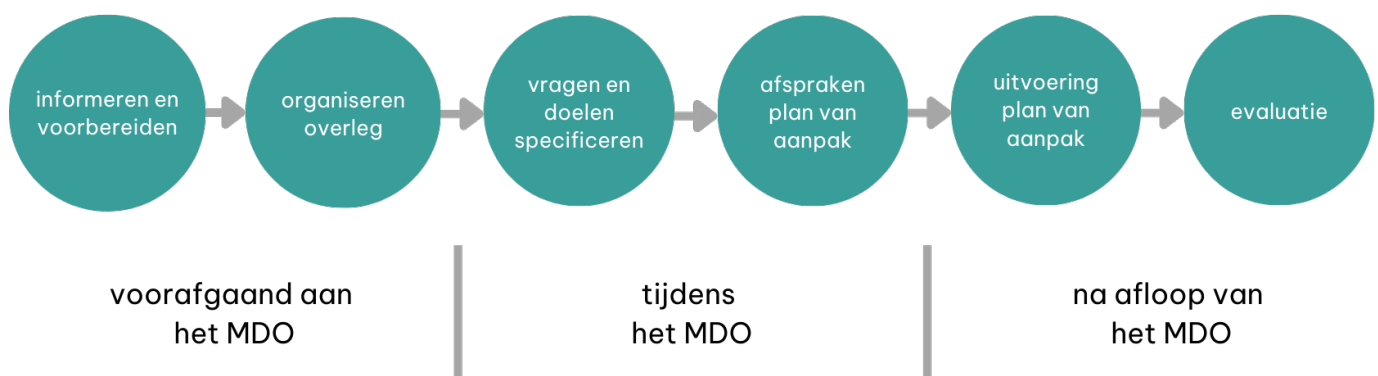 informeren en
voorbereiden
organiseren
overleg
vragen en
doelen
specificeren
afspraken
plan van
aanpak
uitvoering
plan van
aanpak
evaluatie
voorafgaand aan
het MDO
tijdens
het MDO
na afloop van
het MDO